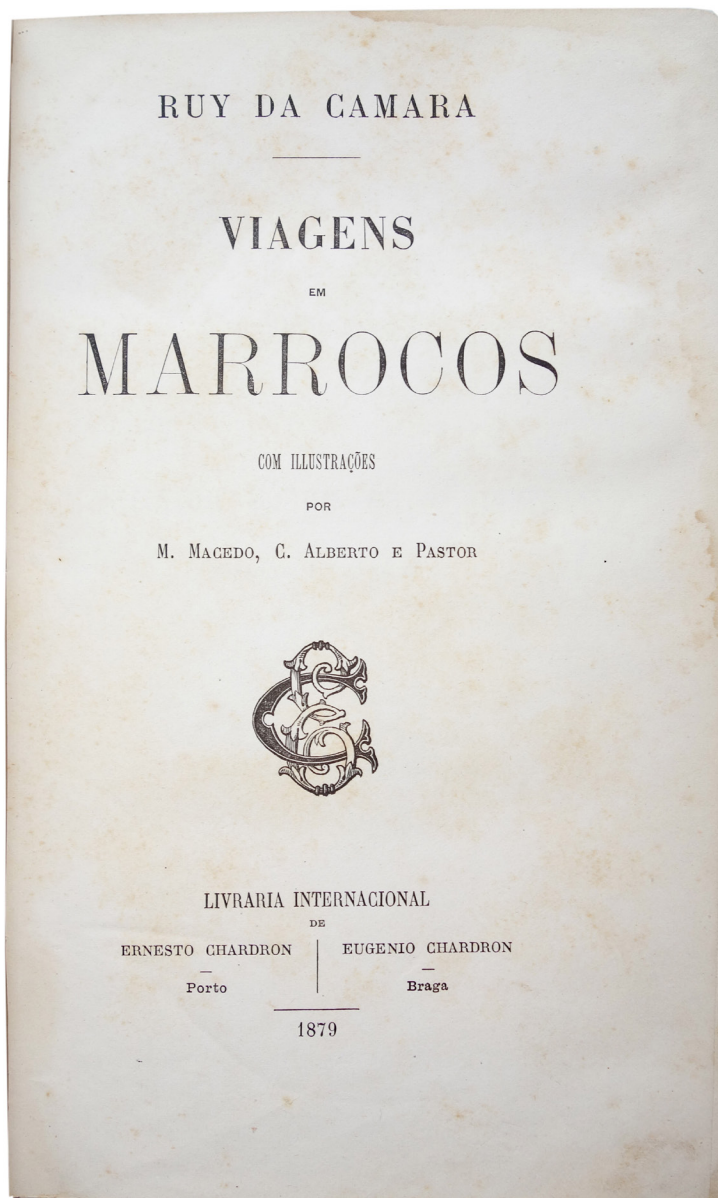 RUY DA CAMARA
VIAGENS
EM
MARROCOS
COM ILLUSTRAÇÕES
POR
M. MACEDO, C. ALBERTO E PASTOR
LIVRARIA INTERNACIONAL
DE
ERNESTO CHARDRON
Porto
EUGENIO CHARDRON
Braga
1879